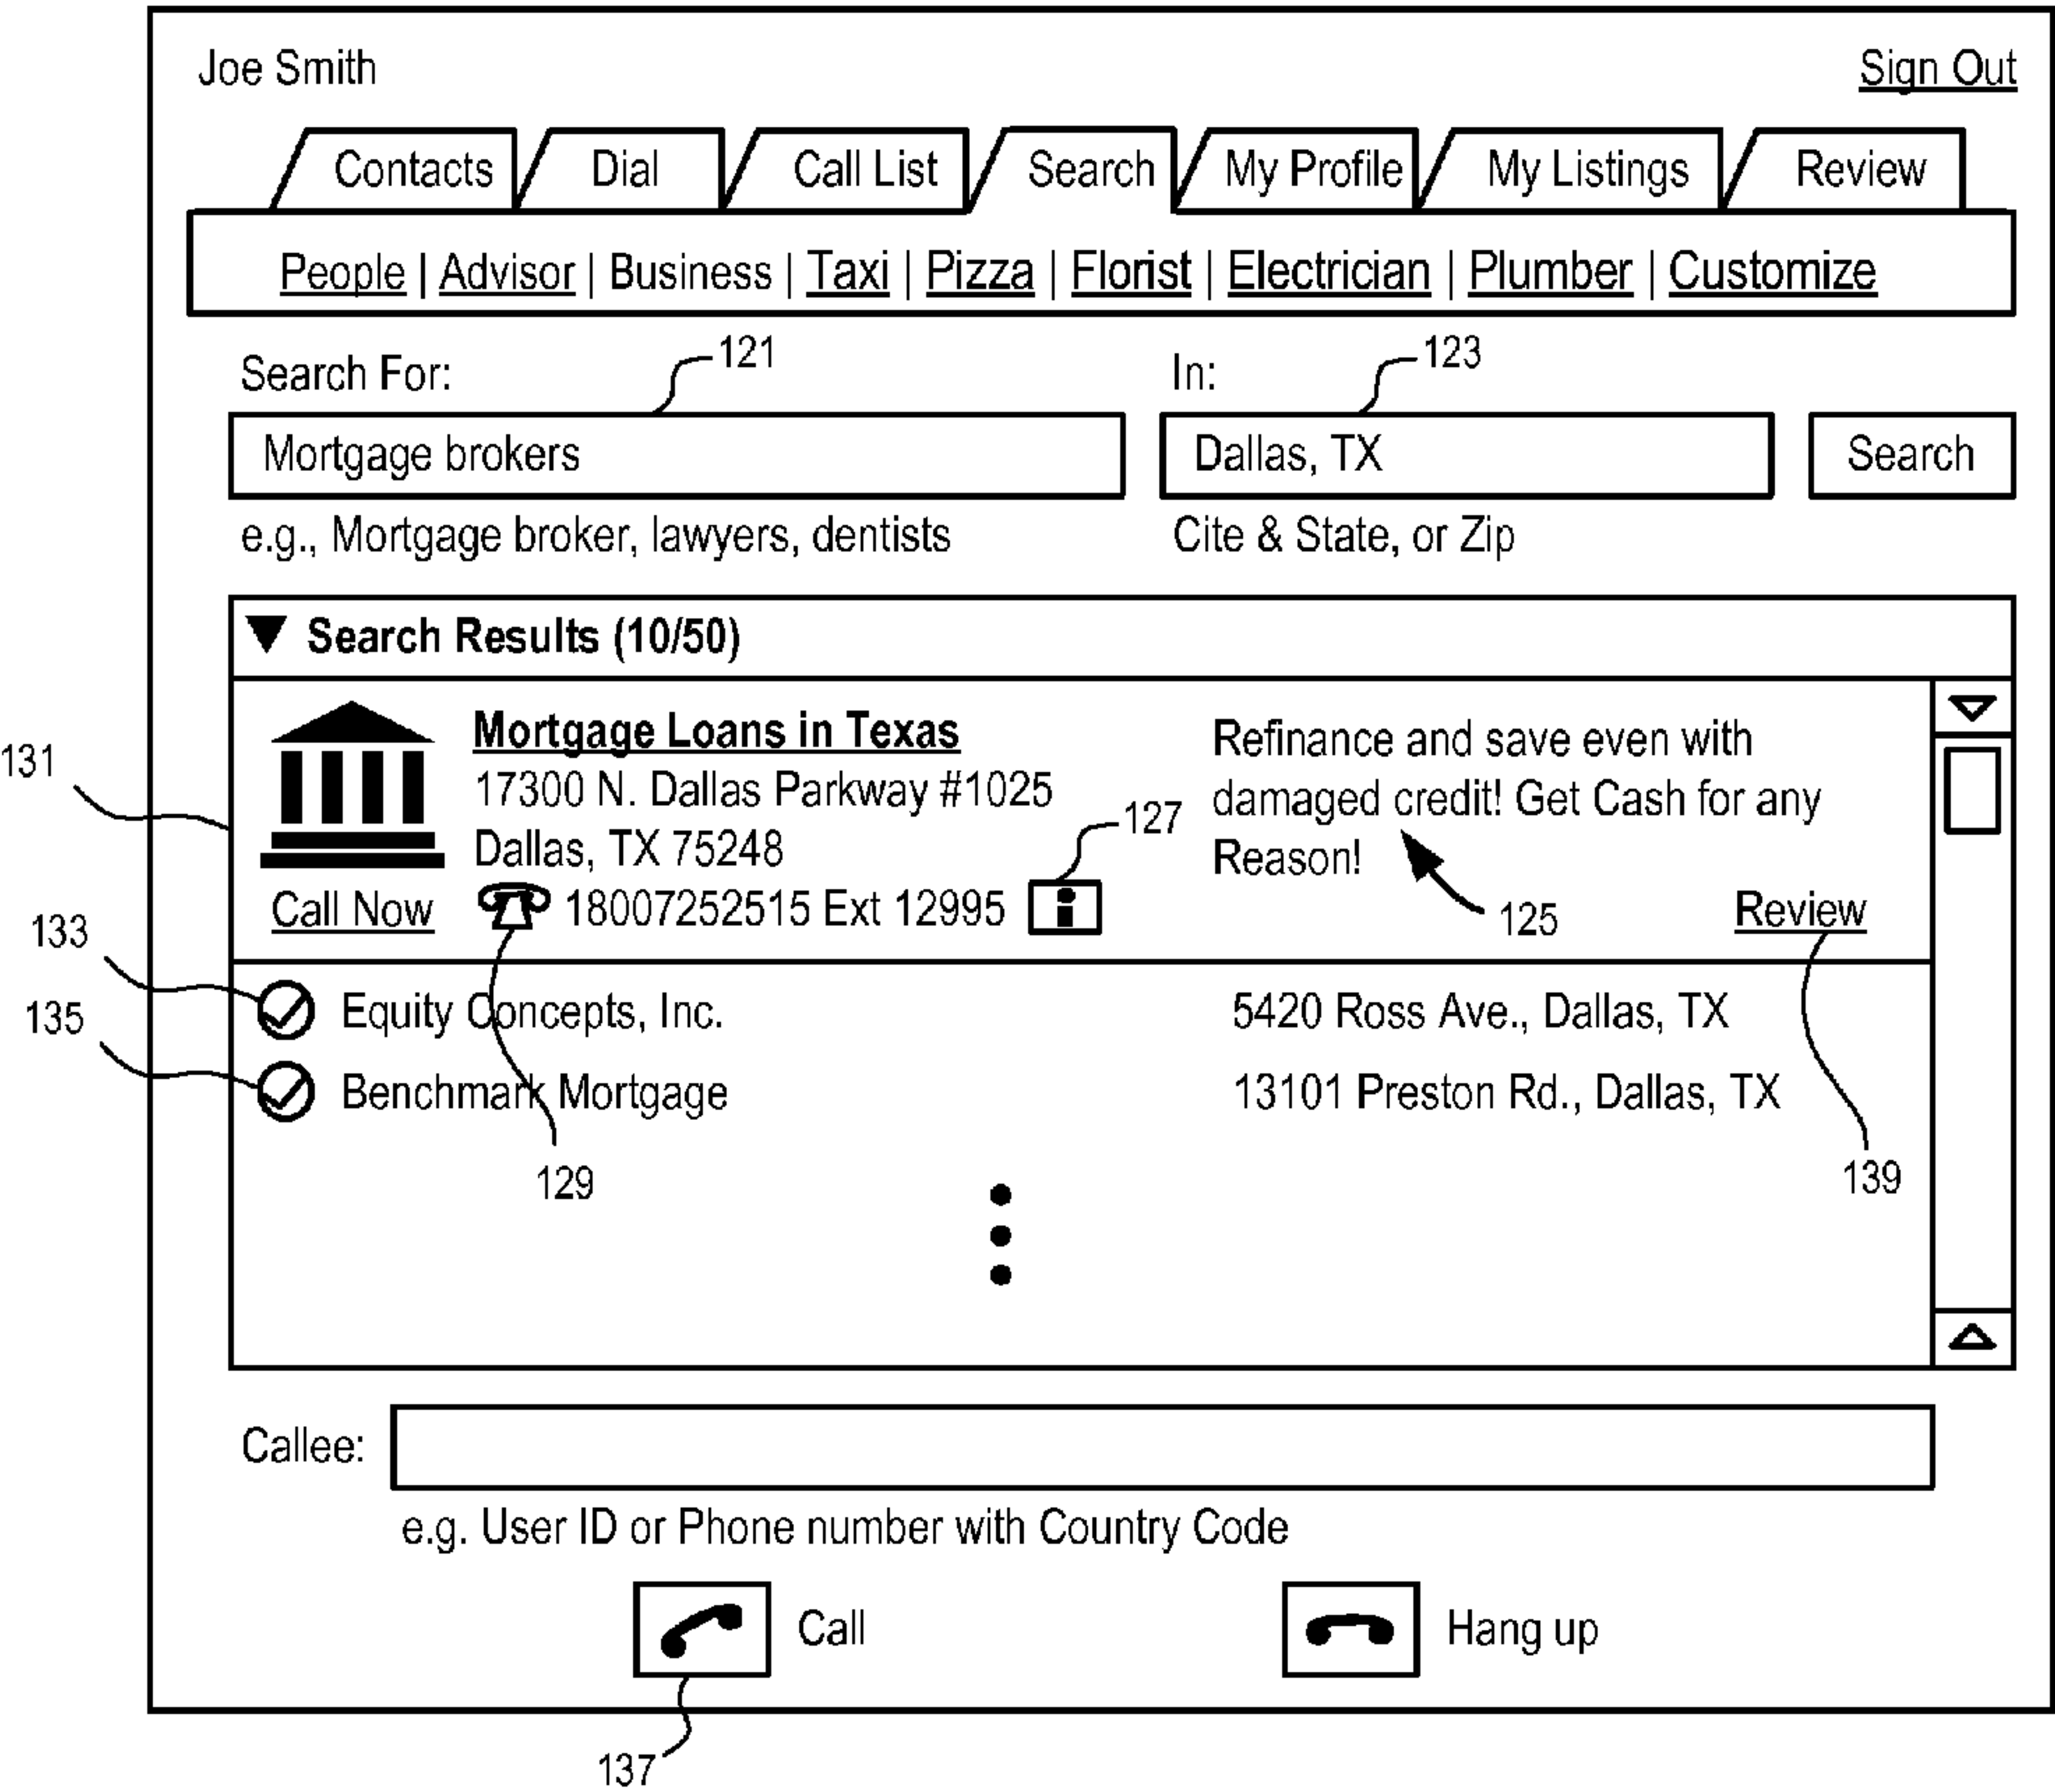 Joe Smith Sign Out
Contacts Dial Call List Search My Profile My Listings Review
People | Advisor | Business | Taxi | Pizza | Florist | Electrician | Plumber | Customize
121 123
Search For: In:
Mortgage brokers Dallas, TX Search
e.g., Mortgage broker, lawyers, dentists Cite & State, or Zip
Search Results (10/50)
131
Mortgage Loans in Texas
17300 N. Dallas Parkway #1025
Dallas, TX 75248
Call Now 18007252515 Ext 12995 i
127
Refinance and save even with
damaged credit! Get Cash for any
Reason!
125
Review
133
Equity Concepts, Inc. 5420 Ross Ave., Dallas, TX
135
Benchmark Mortgage 13101 Preston Rd., Dallas, TX
129 139
Callee:
e.g. User ID or Phone number with Country Code
Call Hang up
137